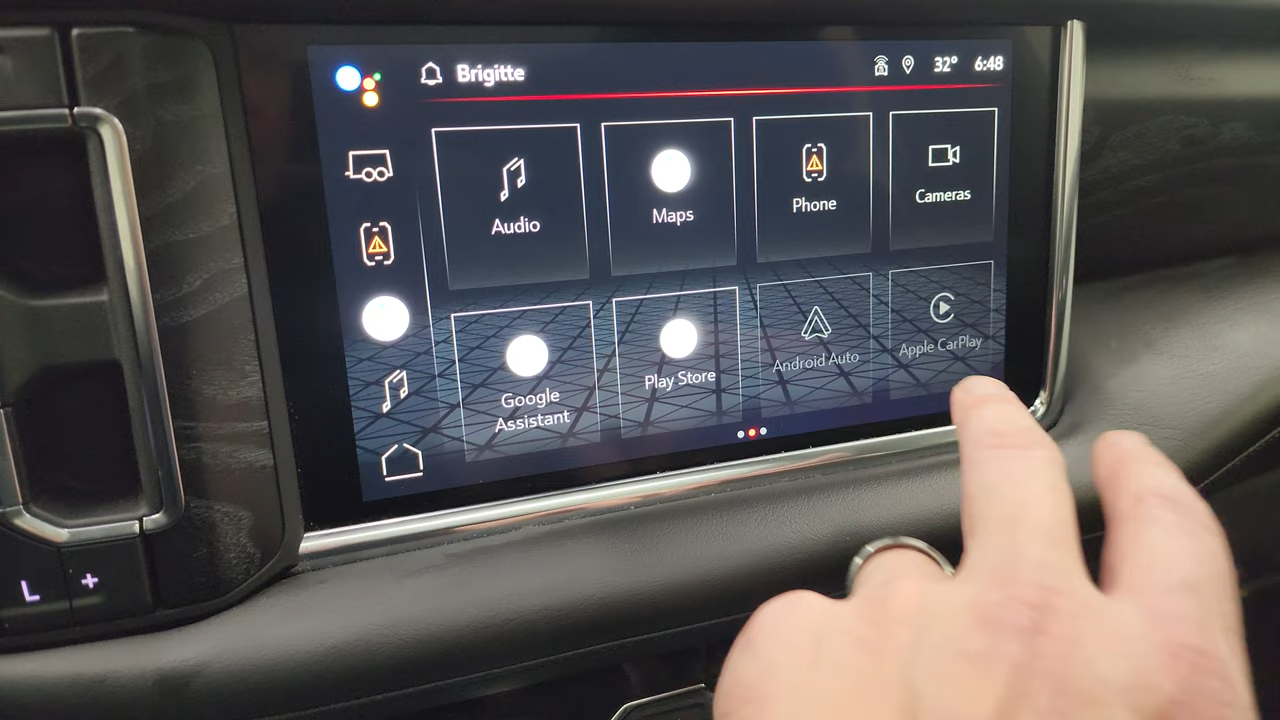 Brigitte
32° 6:48
Audio
Maps
Phone
Cameras
Google
Assistant
Play Store
Android Auto
Apple CarPlay
L +